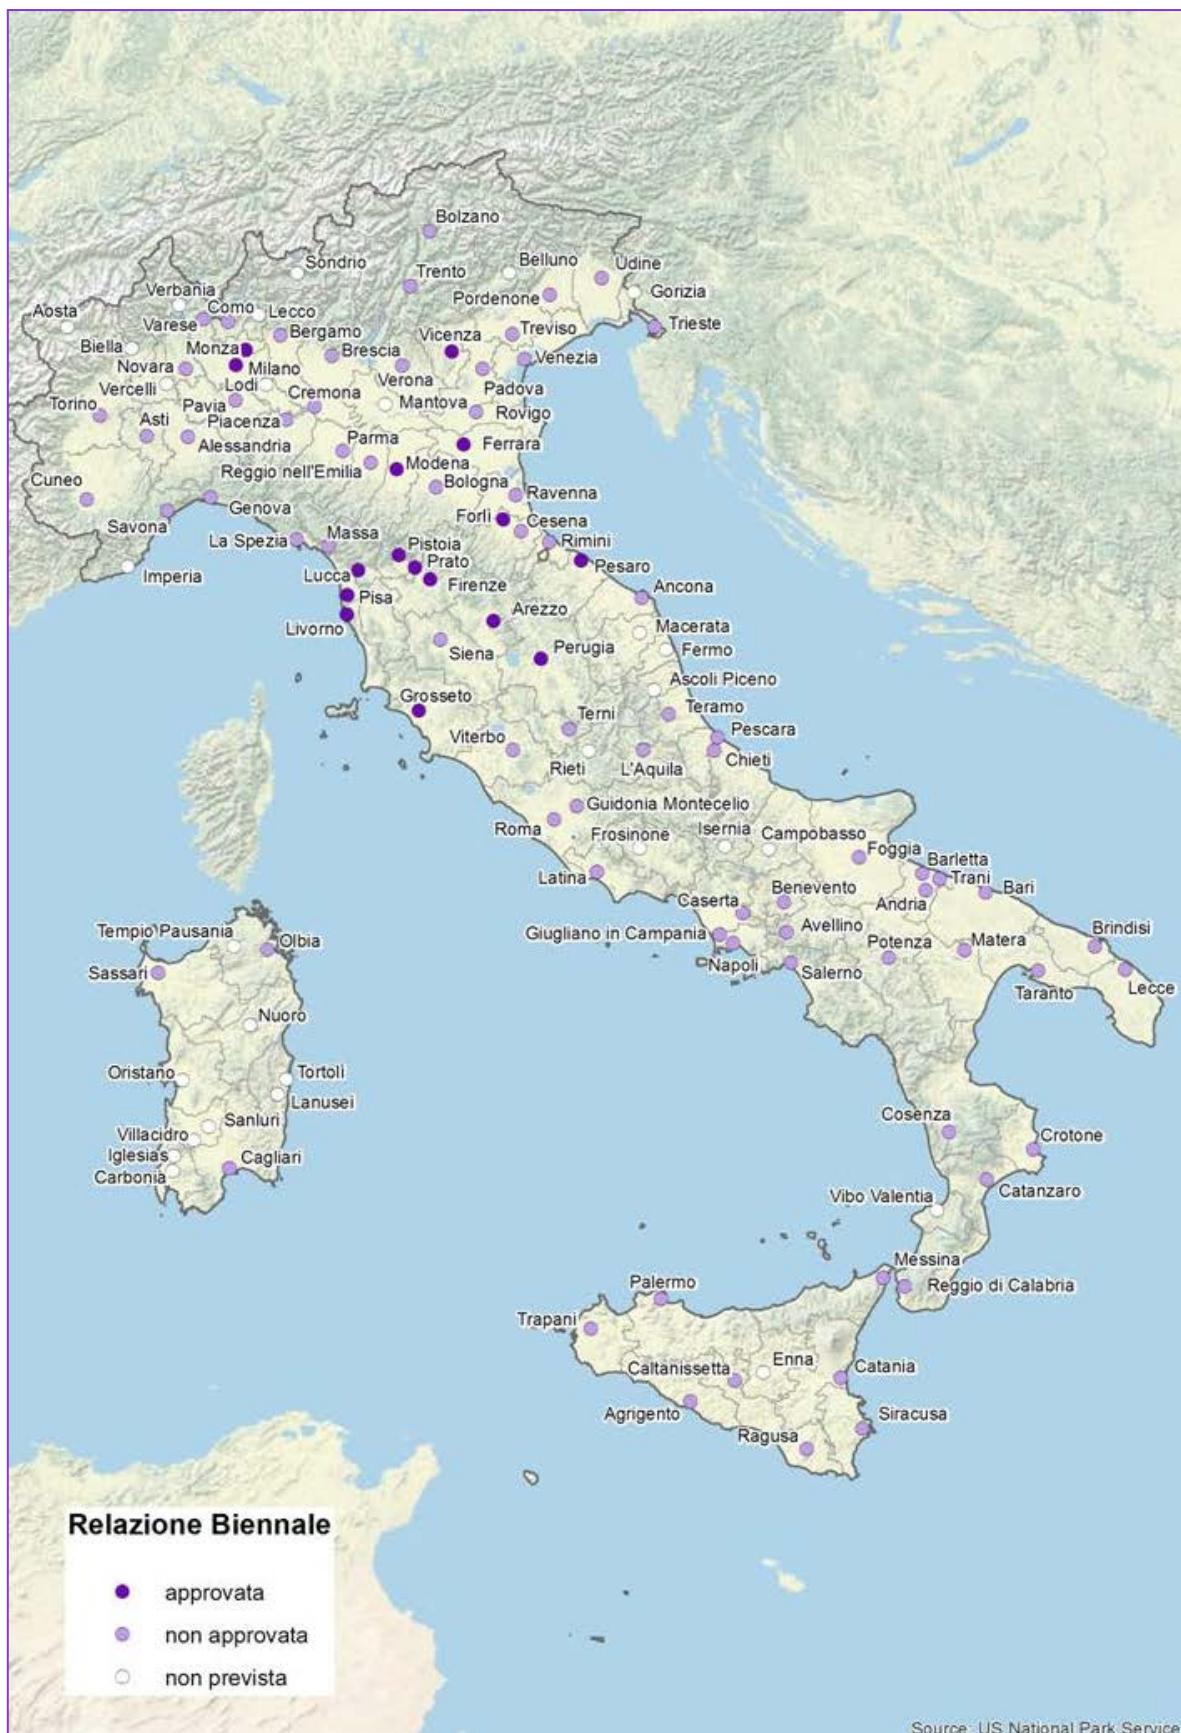 Bolzano
Sondrio
Belluno
Udine
Trento
Verbania
Gorizia
Pordenone
Aosta
Como
Lecco
Varese
Bergamo
Vicenza
Treviso
Trieste
Biella
Monza
Brescia
Venezia
Novara
Milano
Verona
Padova
Vercelli
Lodi
Cremona
Mantova
Torino
Pavia
Rovigo
Asti
Piacenza
Alessandria
Parma
Ferrara
Reggio nell'Emilia
Modena
Cuneo
Bologna
Ravenna
Genova
Savona
Forlì
Cesena
La Spezia
Massa
Pistoia
Rimini
Imperia
Lucca
Prato
Pesaro
Firenze
Pisa
Ancona
Livorno
Arezzo
Macerata
Siena
Perugia
Fermo
Grosseto
Ascoli Piceno
Terni
Teramo
Viterbo
Pescara
Rieti
L'Aquila
Chieti
Guidonia Montecelio
Roma
Frosinone
Isernia
Campobasso
Foggia
Barletta
Latina
Trani
Bari
Caserta
Benevento
Andria
Tempio Pausania
Olbia
Giugliano in Campania
Avellino
Brindisi
Potenza
Matera
Sassari
Napoli
Salerno
Taranto
Lecce
Nuoro
Oristano
Tortolì
Lanusei
Sanluri
Villacidro
Iglesias
Cagliari
Carbonia
Cosenza
Crotone
Catanzaro
Vibo Valentia
Messina
Palermo
Reggio di Calabria
Trapani
Enna
Caltanissetta
Catania
Agrigento
Siracusa
Ragusa
Relazione Biennale
approvata
non approvata
non prevista
Source: US National Park Service